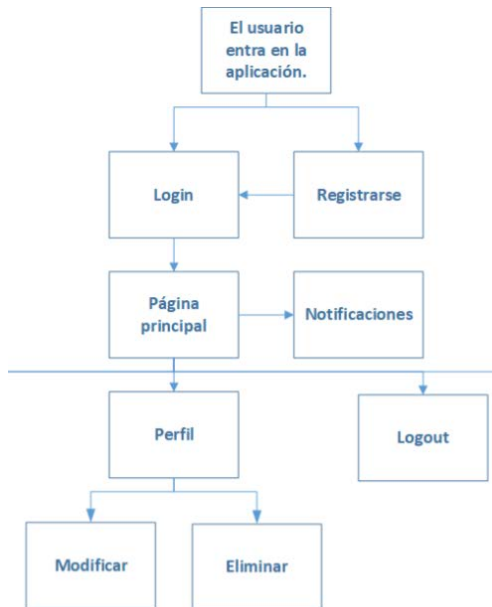 El usuario
entra en la
aplicación.
Login
Registrarse
Página
principal
Notificaciones
Perfil
Logout
Modificar
Eliminar